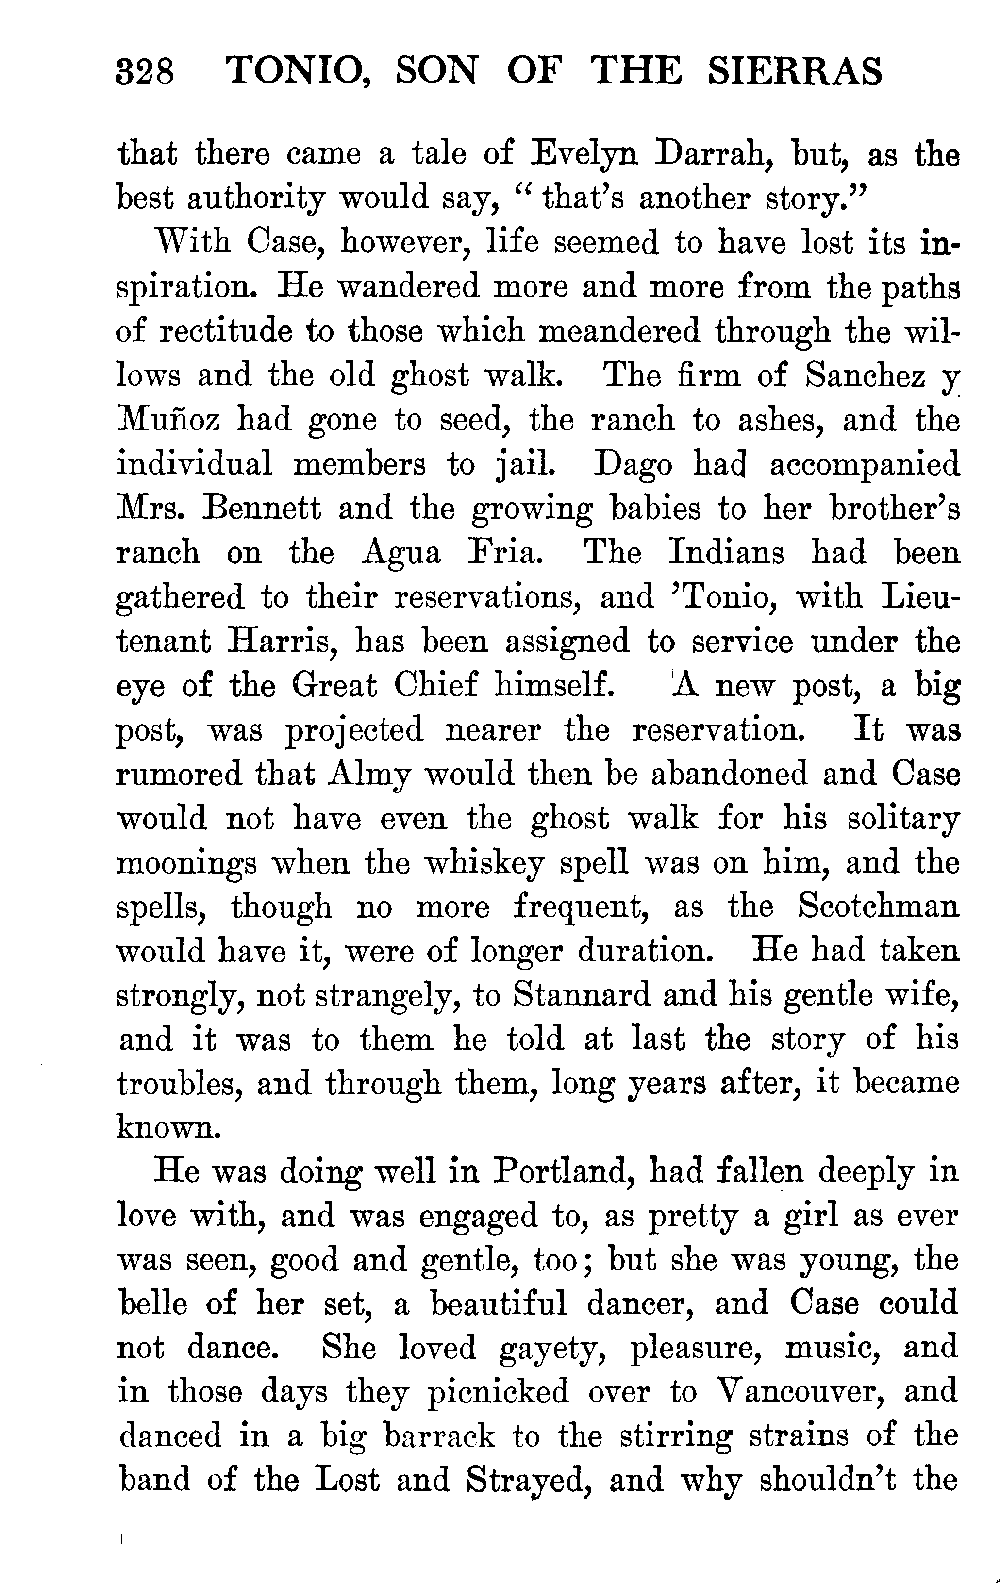 328 TONIO, SON OF THE SIERRAS
that there came a tale of Evelyn Darrah, but, as the
best authority would say, “ that’s another story.”
With Case, however, life seemed to have lost its in-
spiration. He wandered more and more from the paths
of rectitude to those which meandered through the wil-
lows and the old ghost walk. The firm of Sanchez y
Muñoz had gone to seed, the ranch to ashes, and the
individual members to jail. Dago had accompanied
Mrs. Bennett and the growing babies to her brother’s
ranch on the Agua Fria. The Indians had been
gathered to their reservations, and ’Tonio, with Lieu-
tenant Harris, has been assigned to service under the
eye of the Great Chief himself. A new post, a big
post, was projected nearer the reservation. It was
rumored that Almy would then be abandoned and Case
would not have even the ghost walk for his solitary
moonings when the whiskey spell was on him, and the
spells, though no more frequent, as the Scotchman
would have it, were of longer duration. He had taken
strongly, not strangely, to Stannard and his gentle wife,
and it was to them he told at last the story of his
troubles, and through them, long years after, it became
known.
He was doing well in Portland, had fallen deeply in
love with, and was engaged to, as pretty a girl as ever
was seen, good and gentle, too; but she was young, the
belle of her set, a beautiful dancer, and Case could
not dance. She loved gayety, pleasure, music, and
in those days they picnicked over to Vancouver, and
danced in a big barrack to the stirring strains of the
band of the Lost and Strayed, and why shouldn’t the